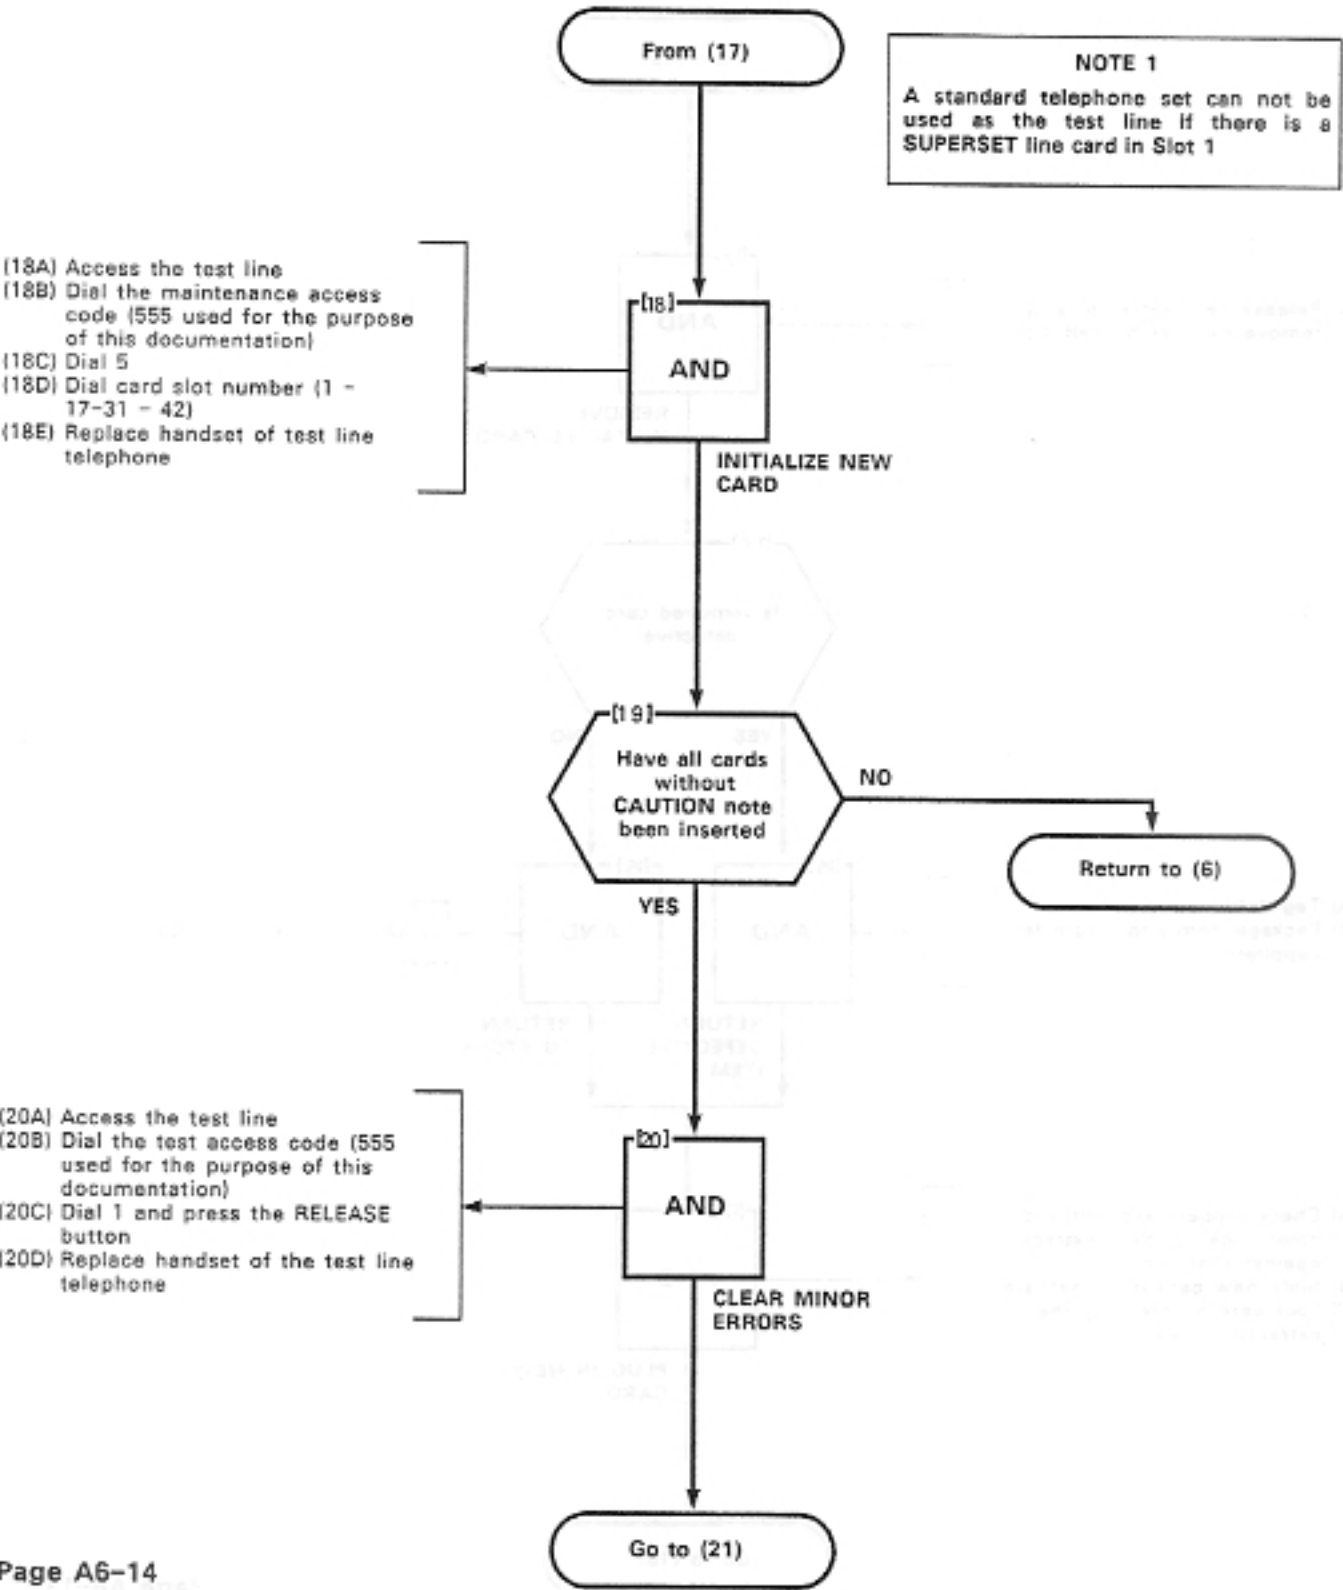 From (17)
NOTE 1
A standard telephone set can not be
used as the test line if there is a
SUPERSET line card in Slot 1
(18A) Access the test line
(18B) Dial the maintenance access
code (555 used for the purpose
of this documentation)
(18C) Dial 5
(18D) Dial card slot number (1 -
17-31 - 42)
(18E) Replace handset of test line
telephone
[18]
AND
INITIALIZE NEW
CARD
[19]
Have all cards
without
CAUTION note
been inserted
NO
Return to (6)
YES
(20A) Access the test line
(20B) Dial the test access code (555
used for the purpose of this
documentation)
(20C) Dial 1 and press the RELEASE
button
(20D) Replace handset of the test line
telephone
[20]
AND
CLEAR MINOR
ERRORS
Go to (21)
Page A6-14